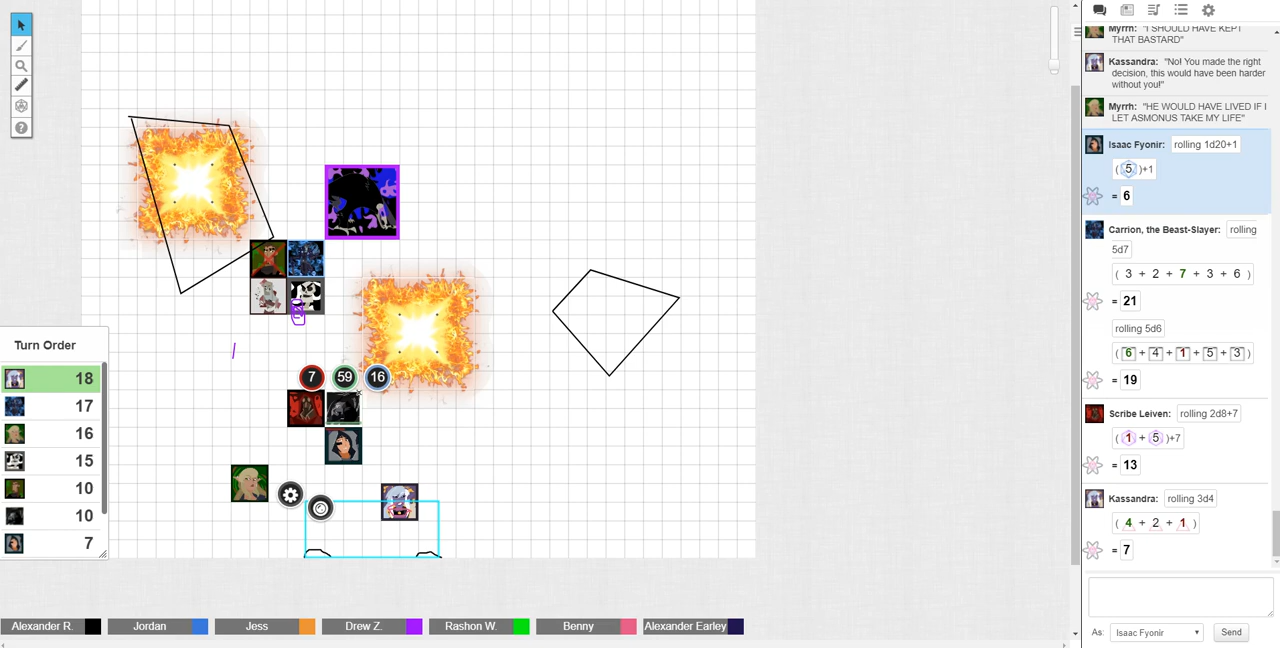 Myrrh: "I SHOULD HAVE KEPT
THAT BASTARD"
Kassandra: "No! You made the right
decision, this would have been harder
without you!"
Myrrh: "HE WOULD HAVE LIVED IF I
LET ASMONUS TAKE MY LIFE"
Isaac Fyonir: rolling 1d20+1
( 5 )+1
= 6
Carrion, the Beast-Slayer: rolling
5d7
( 3 + 2 + 7 + 3 + 6 )
= 21
rolling 5d6
( 6 + 4 + 1 + 5 + 3 )
= 19
Scribe Leiven: rolling 2d8+7
( 1 + 5 )+7
= 13
Kassandra: rolling 3d4
( 4 + 2 + 1 )
= 7
As: Isaac Fyonir Send
7 59 16
Turn Order
18
17
16
15
10
10
7
Alexander R. Jordan Jess Drew Z. Rashon W. Benny Alexander Earley